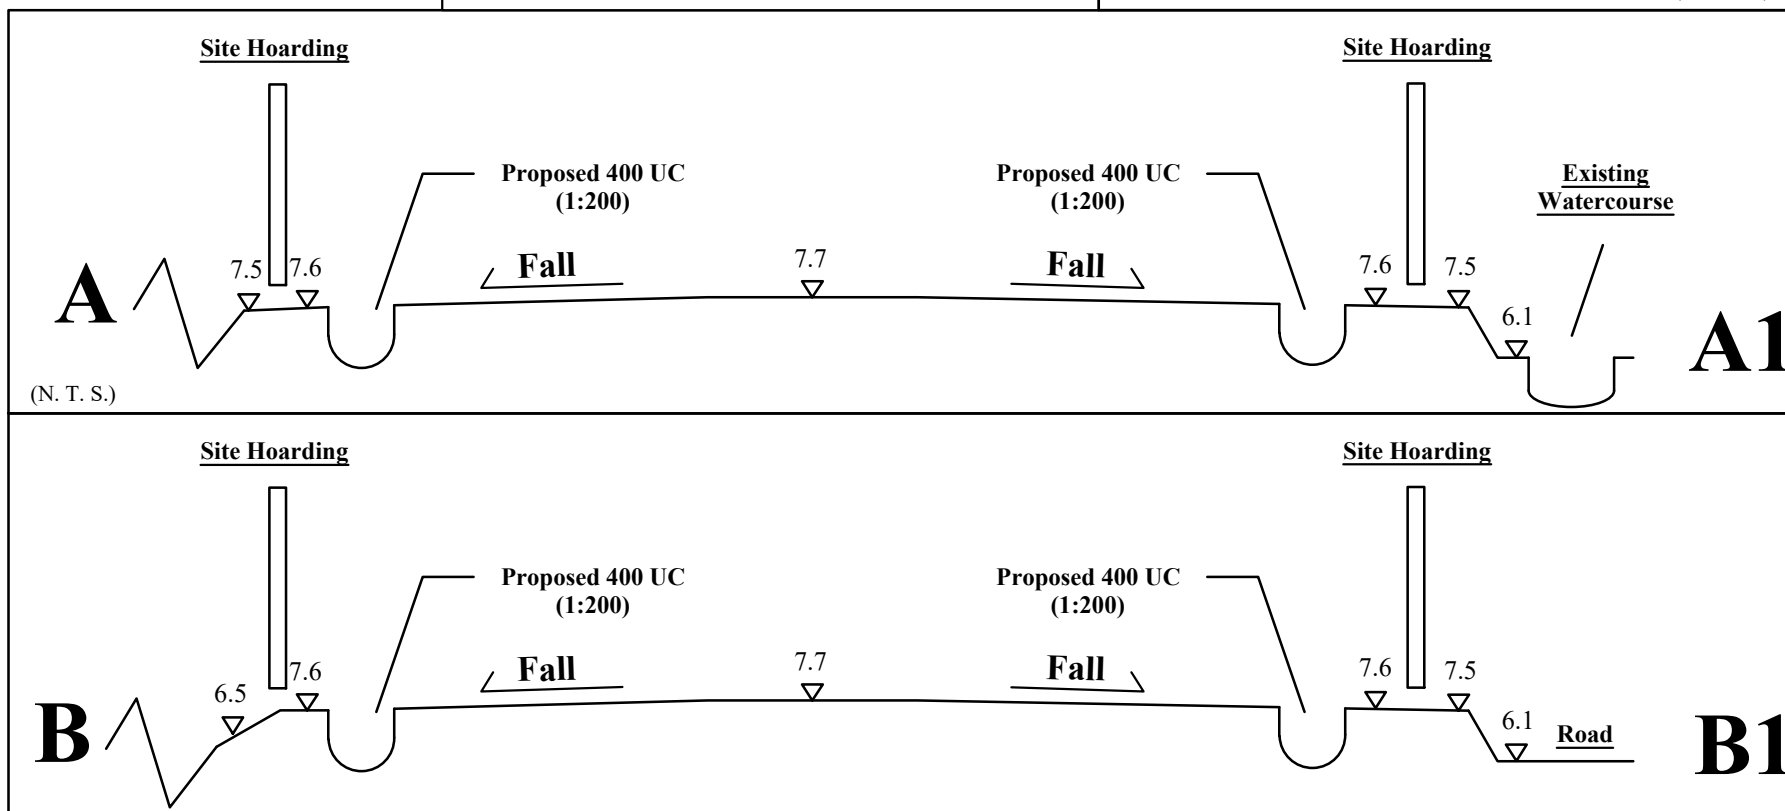 Site Hoarding
Site Hoarding
Proposed 400 UC
(1:200)
Proposed 400 UC
(1:200)
Existing
Watercourse
7.5
7.6
Fall
7.7
Fall
7.6
7.5
6.1
A
A1
(N. T. S.)
Site Hoarding
Site Hoarding
Proposed 400 UC
(1:200)
Proposed 400 UC
(1:200)
6.5
7.6
Fall
7.7
Fall
7.6
7.5
6.1
Road
B
B1